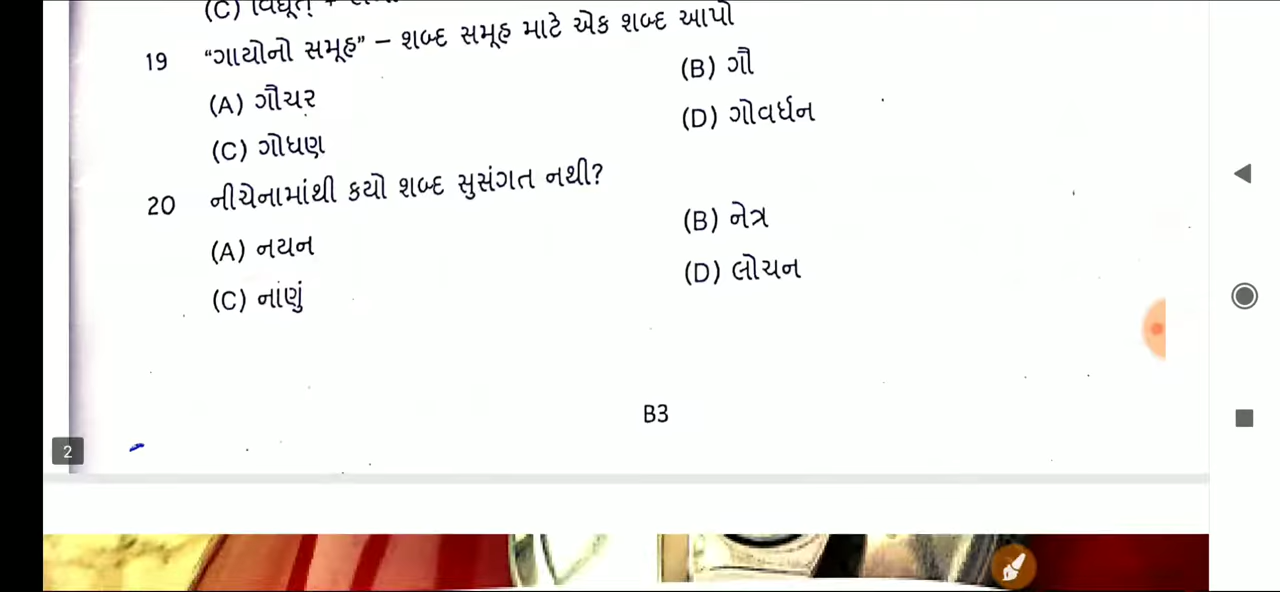 (C)
19 “ગાયોનો સમૂહ” – શબ્દ સમૂહ માટે એક શબ્દ આપો
(A) ગૌચર (B) ગૌ
(C) ગોધણ (D) ગોવર્ધન
20 નીચેનામાંથી કયો શબ્દ સુસંગત નથી?
(A) નયન (B) નેત્ર
(C) નાંણું (D) લોચન
B3
2